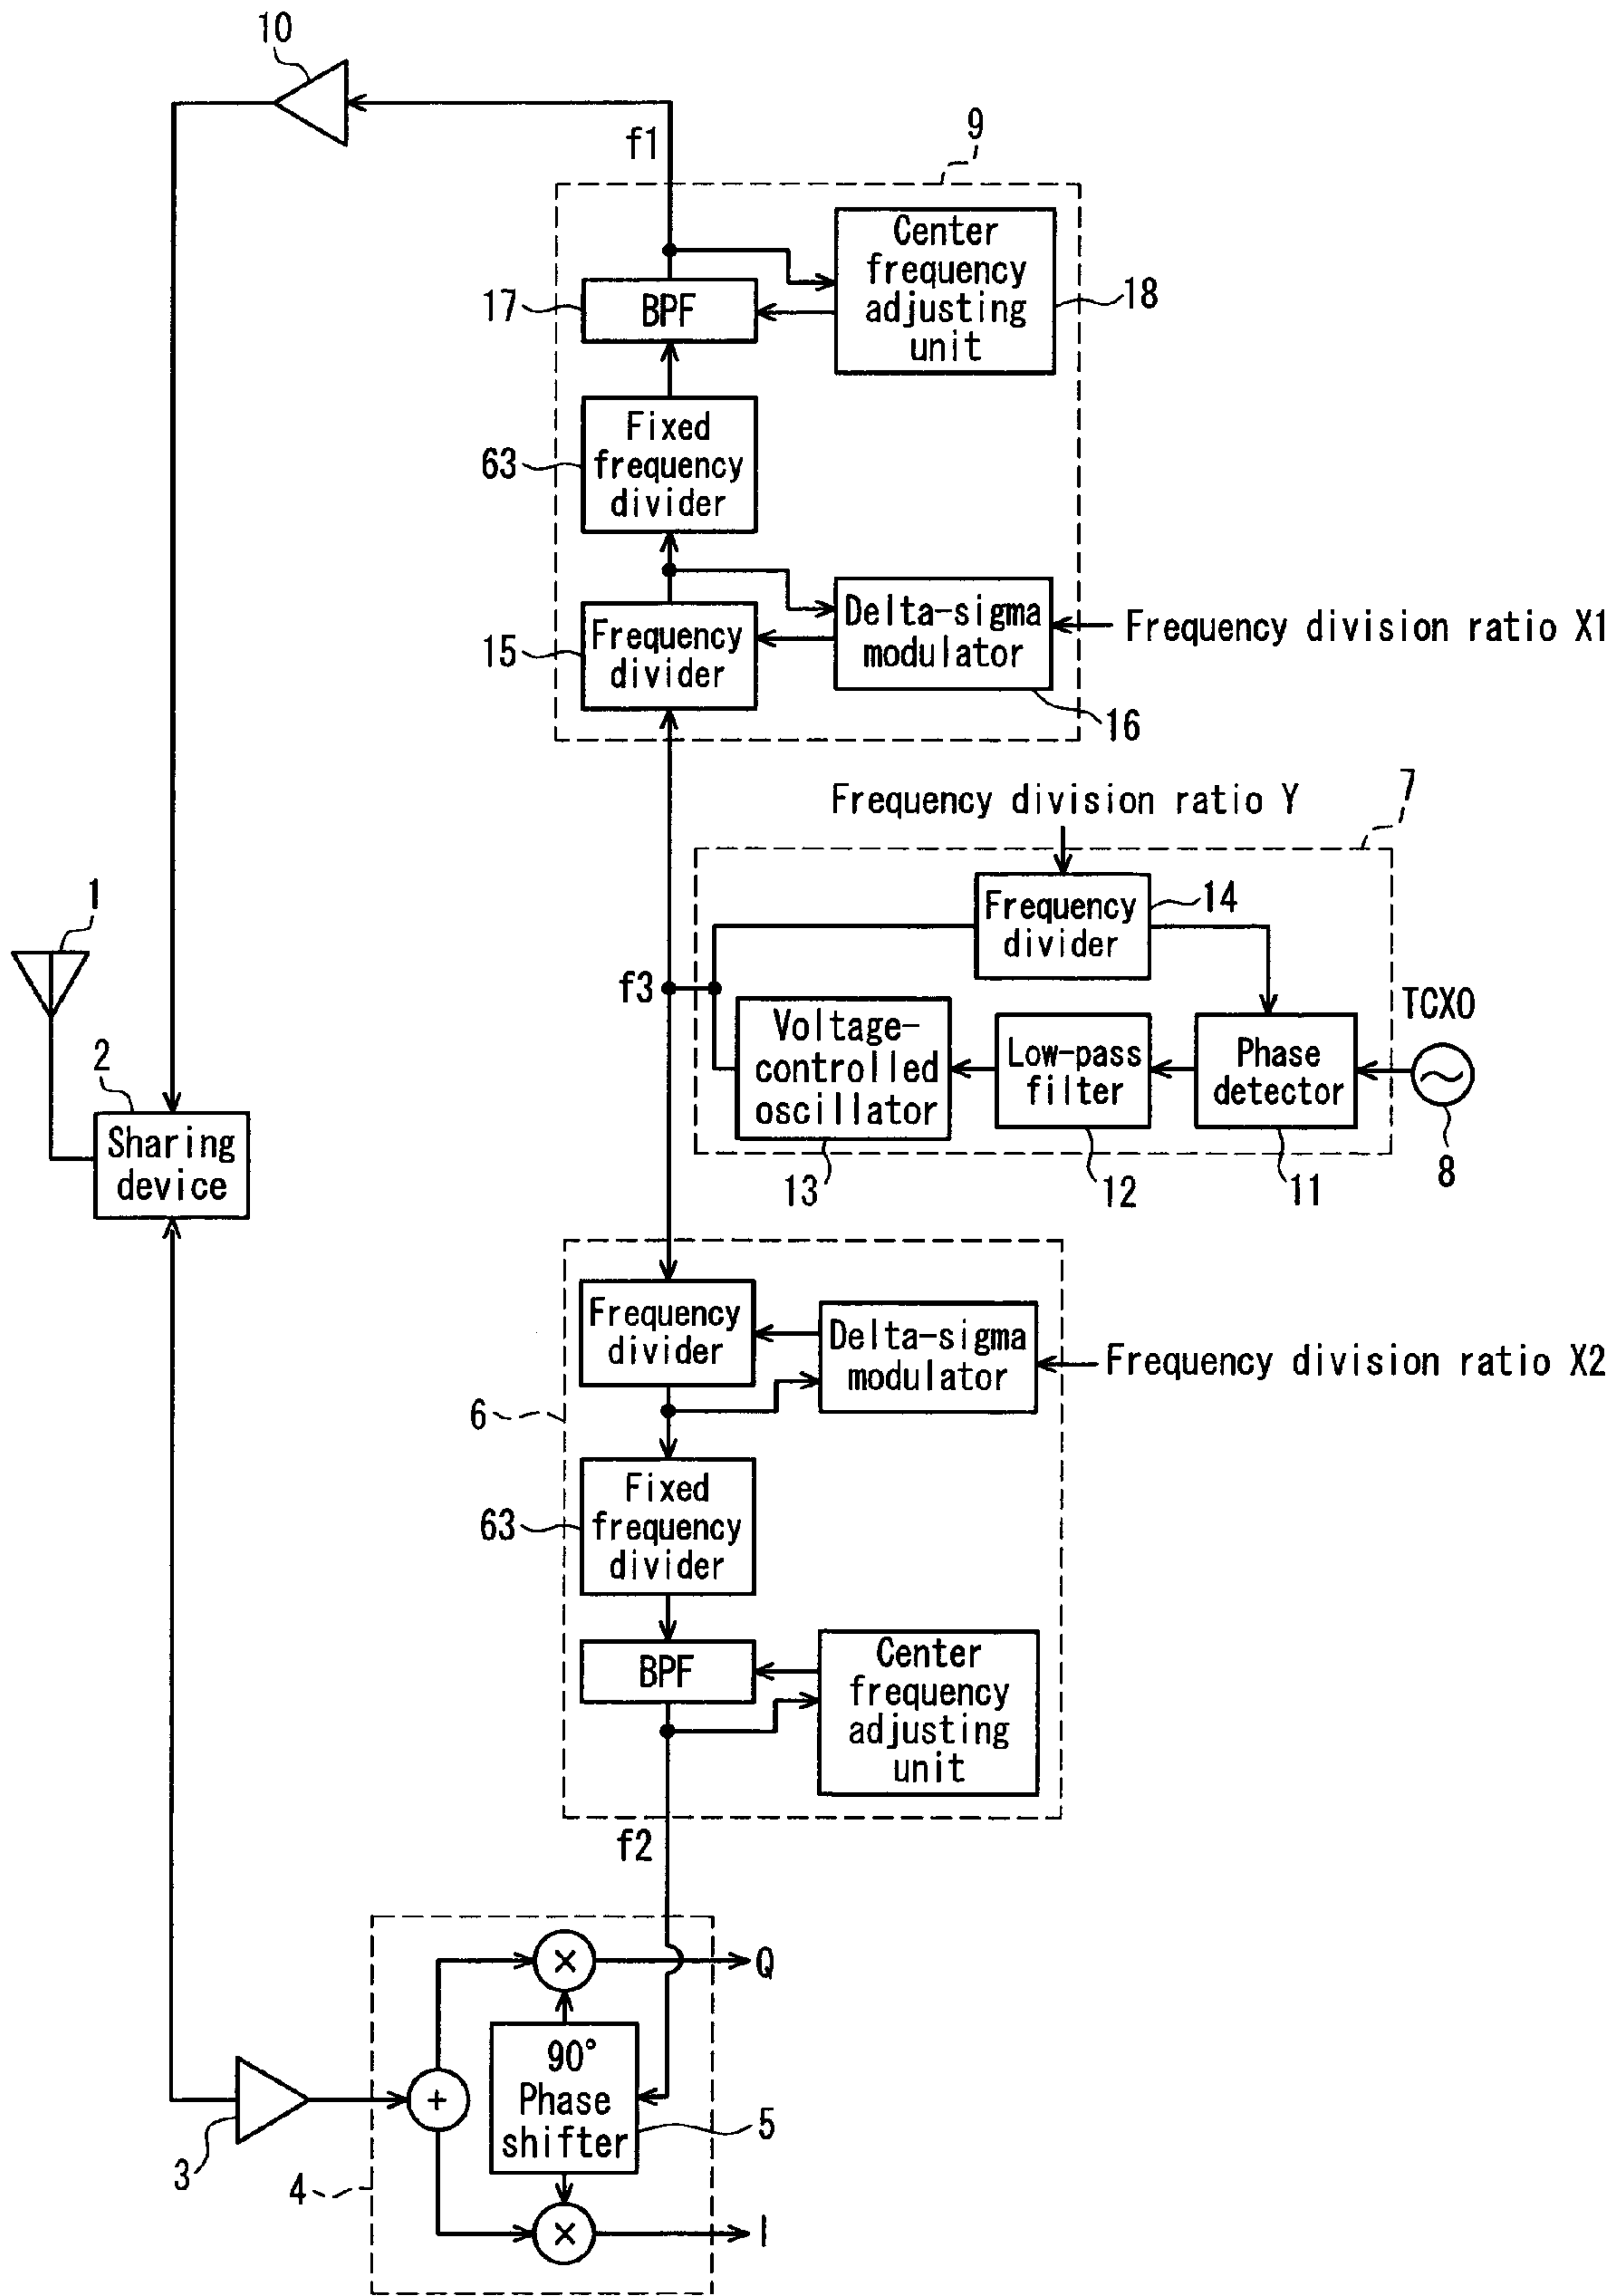 10
f1
9
Center
frequency
adjusting
unit
18
17
BPF
Fixed
frequency
divider
63
Delta-sigma
modulator
Frequency division ratio X1
15
Frequency
divider
16
Frequency division ratio Y
7
1
Frequency
divider
14
f3
TCXO
Voltage-
controlled
oscillator
Low-pass
filter
Phase
detector
2
Sharing
device
13
12
11
8
Frequency
divider
Delta-sigma
modulator
Frequency division ratio X2
6
Fixed
frequency
divider
63
BPF
Center
frequency
adjusting
unit
f2
×
Q
90°
Phase
shifter
+
5
3
4
×
I